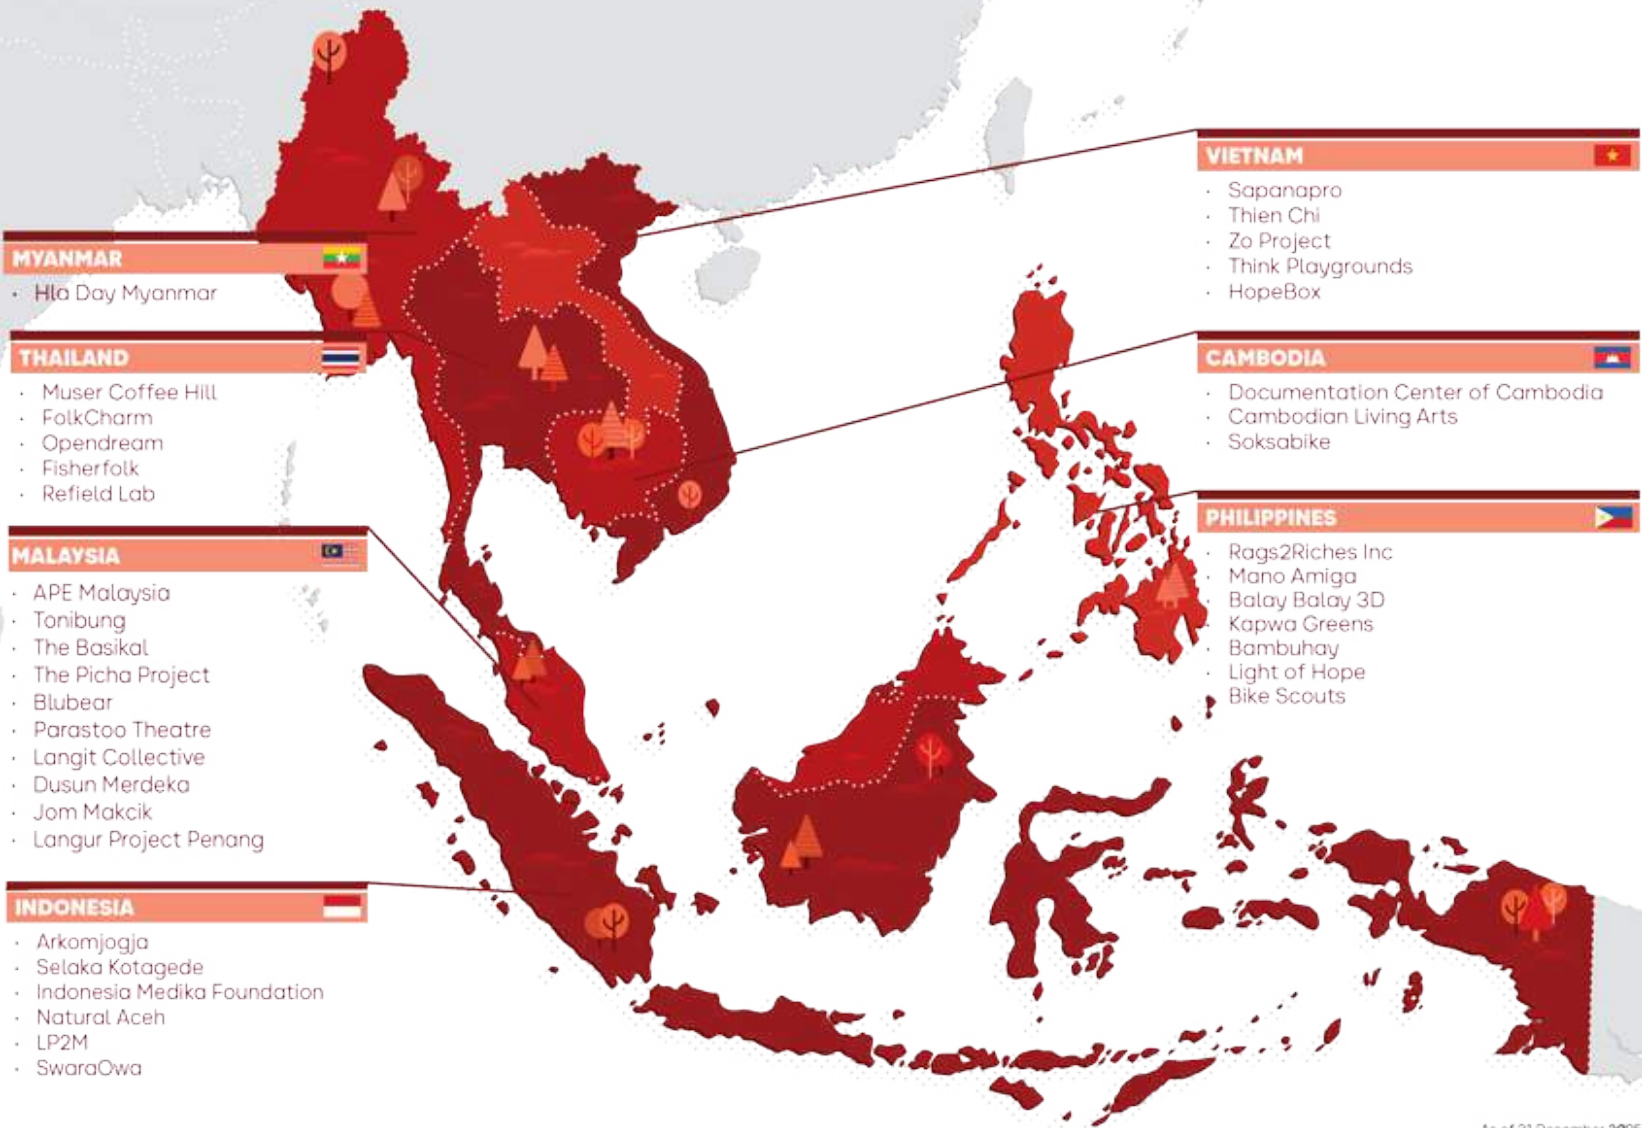 MYANMAR
· Hla Day Myanmar
THAILAND
· Muser Coffee Hill
· FolkCharm
· Opendream
· Fisherfolk
· Refield Lab
MALAYSIA
· APE Malaysia
· Tonibung
· The Basikal
· The Picha Project
· Blubear
· Parastoo Theatre
· Langit Collective
· Dusun Merdeka
· Jom Makcik
· Langur Project Penang
INDONESIA
· Arkomjogja
· Selaka Kotagede
· Indonesia Medika Foundation
· Natural Aceh
· LP2M
· SwaraOwa
VIETNAM
· Sapanapro
· Thien Chi
· Zo Project
· Think Playgrounds
· HopeBox
CAMBODIA
· Documentation Center of Cambodia
· Cambodian Living Arts
· Soksabike
PHILIPPINES
· Rags2Riches Inc
· Mano Amiga
· Balay Balay 3D
· Kapwa Greens
· Bambuhay
· Light of Hope
· Bike Scouts